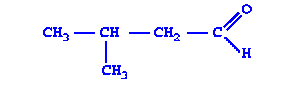 O
CH3 — CH — CH2 — C
H
CH3